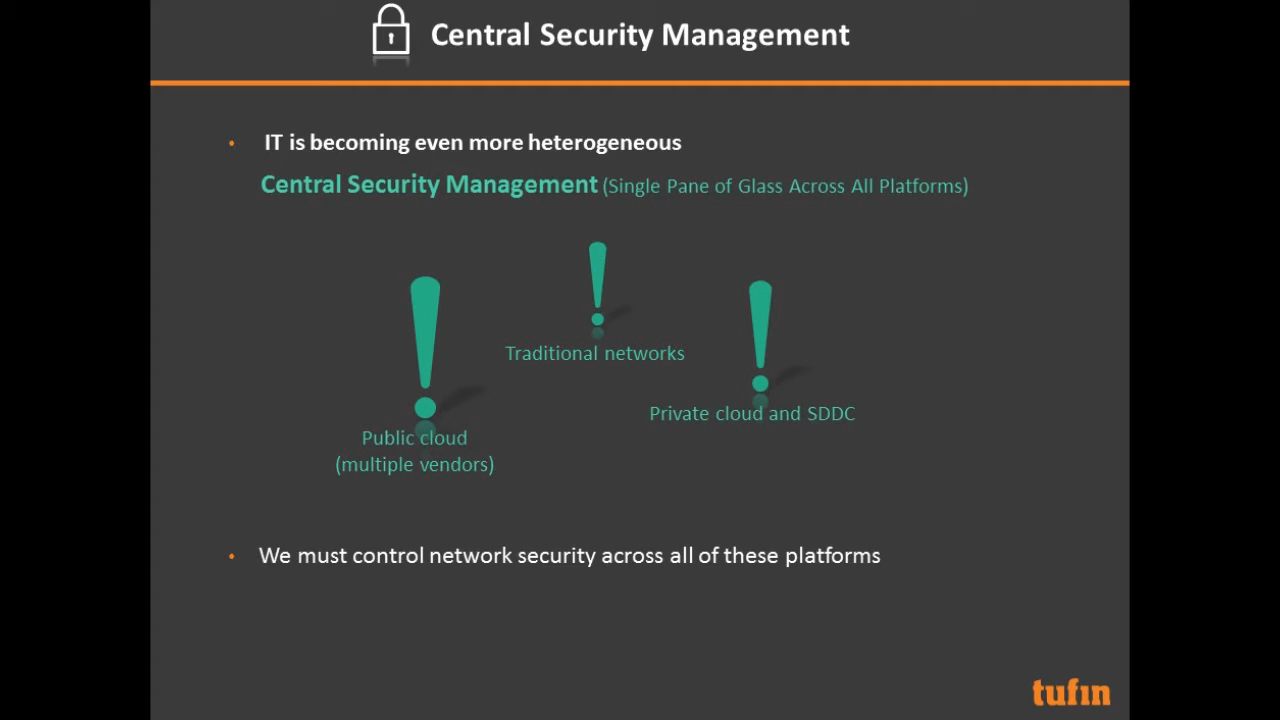 Central Security Management
• IT is becoming even more heterogeneous
Central Security Management (Single Pane of Glass Across All Platforms)
Traditional networks
Private cloud and SDDC
Public cloud
(multiple vendors)
• We must control network security across all of these platforms
tufin